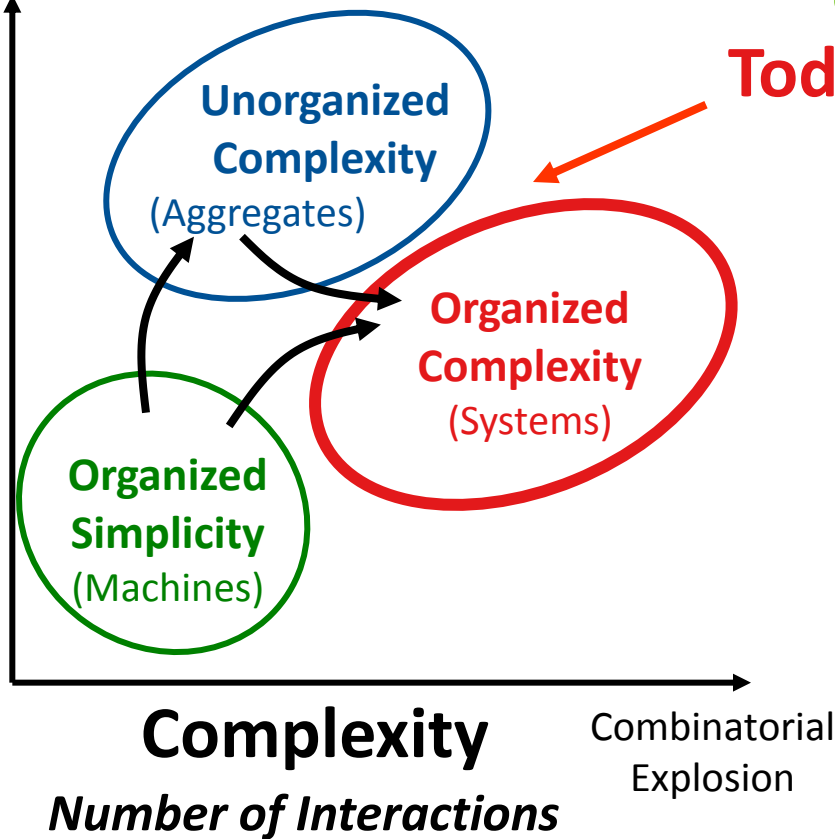 Tod
Unorganized
Complexity
(Aggregates)
Organized
Complexity
(Systems)
Organized
Simplicity
(Machines)
Complexity
Number of Interactions
Combinatorial
Explosion